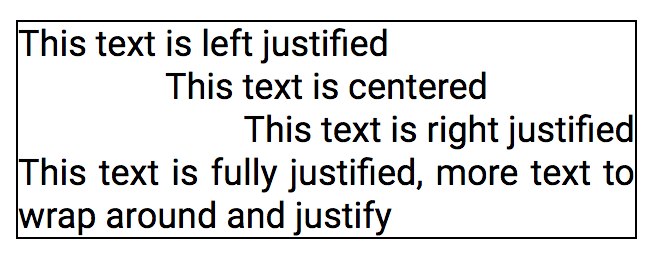 This text is left justified
This text is centered
This text is right justified
This text is fully justified, more text to
wrap around and justify